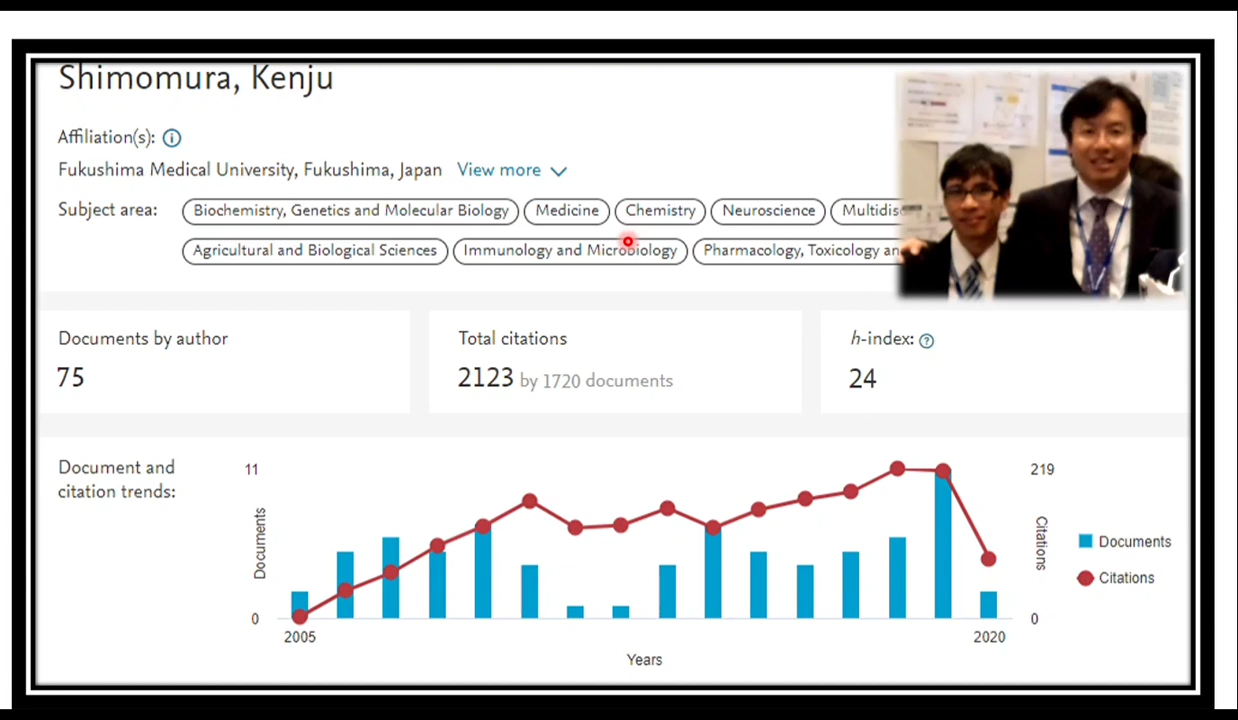 Shimomura, Kenju
Affiliation(s):
Fukushima Medical University, Fukushima, Japan View more
Subject area: Biochemistry, Genetics and Molecular Biology Medicine Chemistry Neuroscience
Agricultural and Biological Sciences Immunology and Microbiology Pharmacology, Toxicology
Documents by author
75
Total citations
2123 by 1720 documents
h-index:
24
Document and
citation trends:
11
0
Documents
219
0
Citations
2005
2020
Years
Documents
Citations